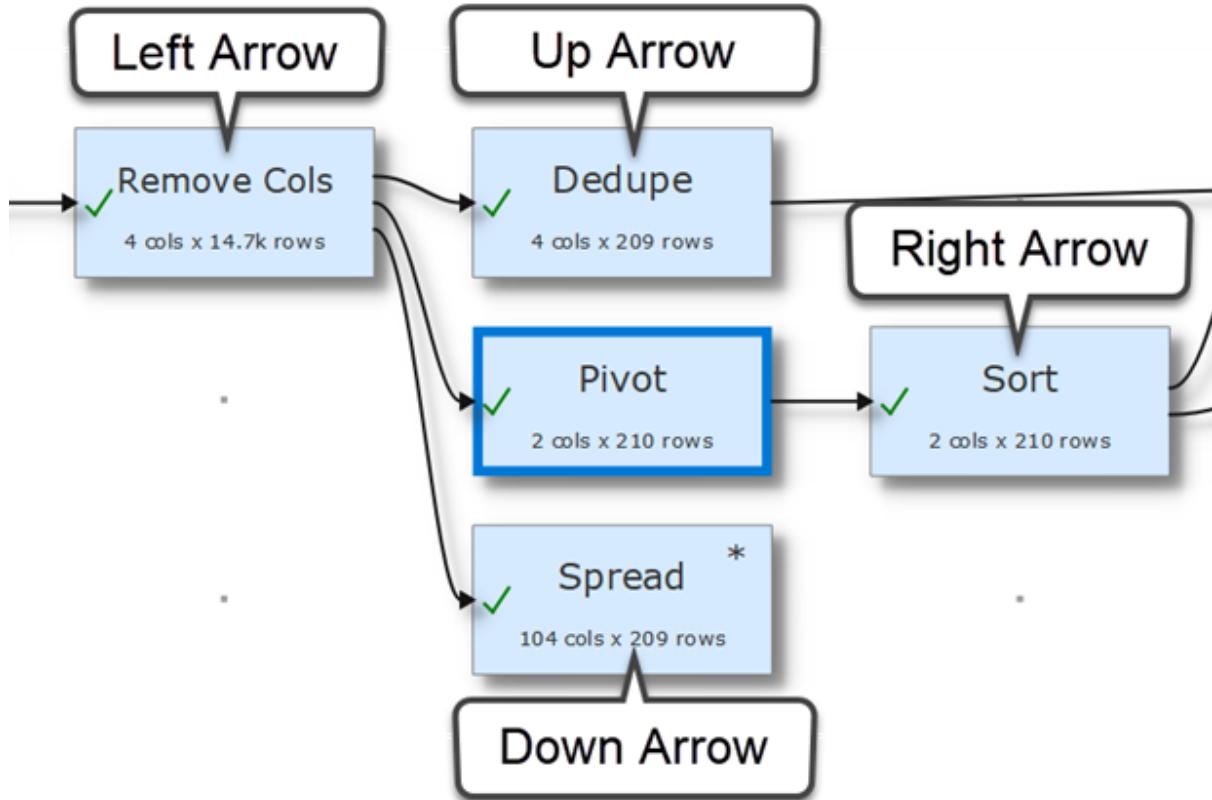 Left Arrow
Up Arrow
Remove Cols
4 cols x 14.7k rows
Dedupe
4 cols x 209 rows
Right Arrow
Pivot
2 cols x 210 rows
Sort
2 cols x 210 rows
*
Spread
104 cols x 209 rows
Down Arrow